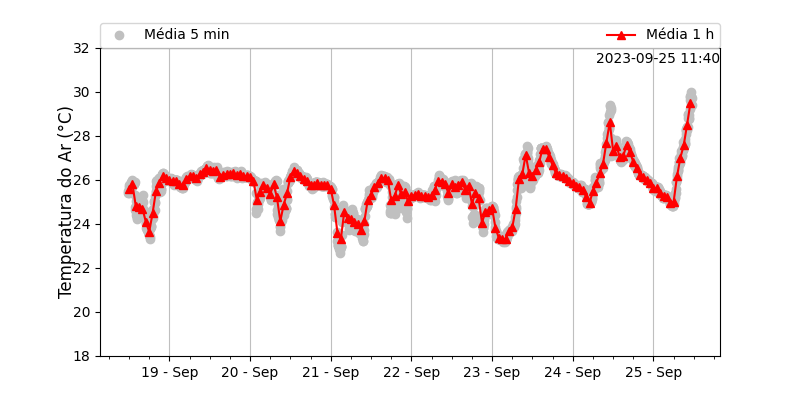 Média 5 min
Média 1 h
2023-09-25 11:40
Temperatura do Ar (°C)
32
30
28
26
24
22
20
18
19 - Sep
20 - Sep
21 - Sep
22 - Sep
23 - Sep
24 - Sep
25 - Sep